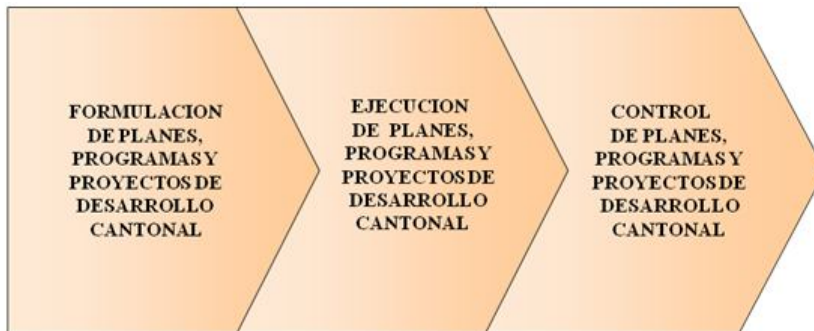 FORMULACION
DE PLANES,
PROGRAMAS Y
PROYECTOS DE
DESARROLLO
CANTONAL
EJECUCION
DE PLANES,
PROGRAMAS Y
PROYECTOS DE
DESARROLLO
CANTONAL
CONTROL
DE PLANES,
PROGRAMAS Y
PROYECTOS DE
DESARROLLO
CANTONAL